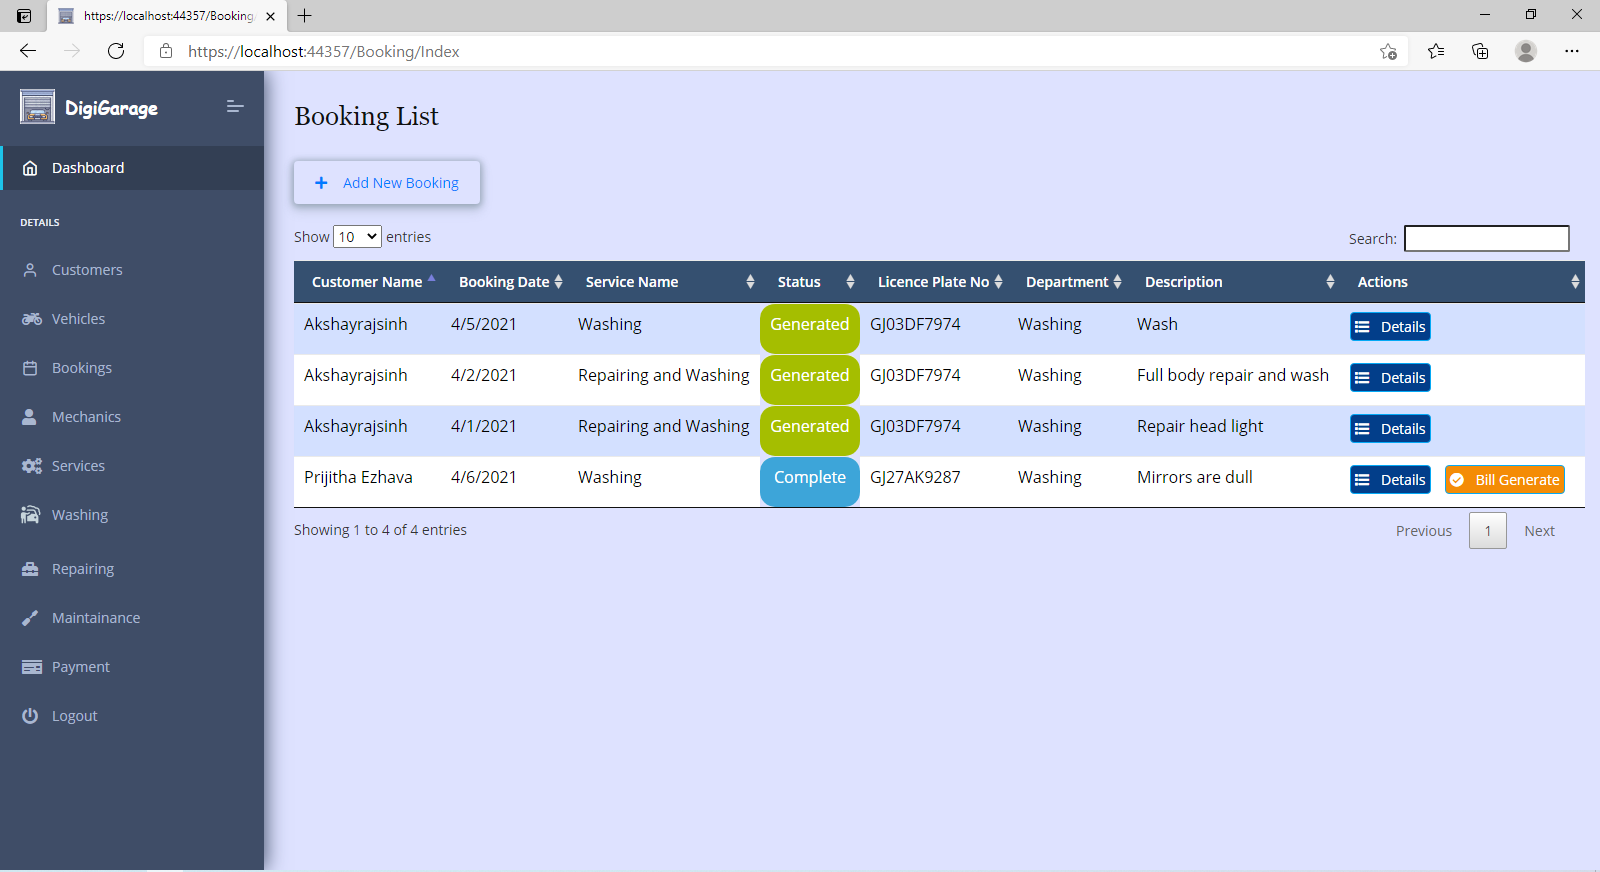 https://localhost:44357/Booking
https://localhost:44357/Booking/Index
DigiGarage
Dashboard
DETAILS
Customers
Vehicles
Bookings
Mechanics
Services
Washing
Repairing
Maintainance
Payment
Logout
Booking List
Add New Booking
Show 10 entries
Search:
Customer Name Booking Date Service Name Status Licence Plate No Department Description Actions
Akshayrajsinh 4/5/2021 Washing Generated GJ03DF7974 Washing Wash Details
Akshayrajsinh 4/2/2021 Repairing and Washing Generated GJ03DF7974 Washing Full body repair and wash Details
Akshayrajsinh 4/1/2021 Repairing and Washing Generated GJ03DF7974 Washing Repair head light Details
Prijitha Ezhava 4/6/2021 Washing Complete GJ27AK9287 Washing Mirrors are dull Details Bill Generate
Showing 1 to 4 of 4 entries
Previous 1 Next